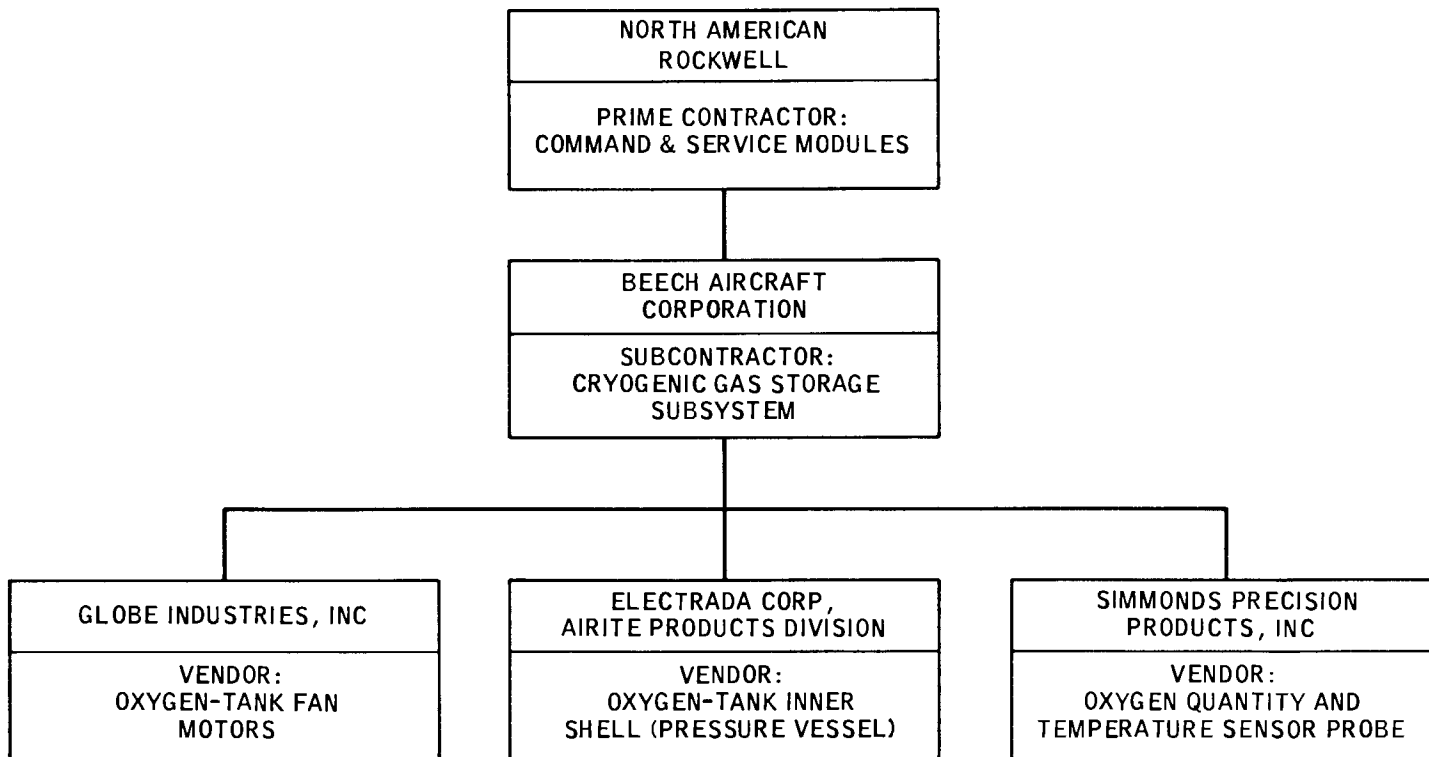 NORTH AMERICAN
ROCKWELL
PRIME CONTRACTOR:
COMMAND & SERVICE MODULES
BEECH AIRCRAFT
CORPORATION
SUBCONTRACTOR:
CRYOGENIC GAS STORAGE
SUBSYSTEM
GLOBE INDUSTRIES, INC
VENDOR:
OXYGEN-TANK FAN
MOTORS
ELECTRADA CORP,
AIRITE PRODUCTS DIVISION
VENDOR:
OXYGEN-TANK INNER
SHELL (PRESSURE VESSEL)
SIMMONDS PRECISION
PRODUCTS, INC
VENDOR:
OXYGEN QUANTITY AND
TEMPERATURE SENSOR PROBE